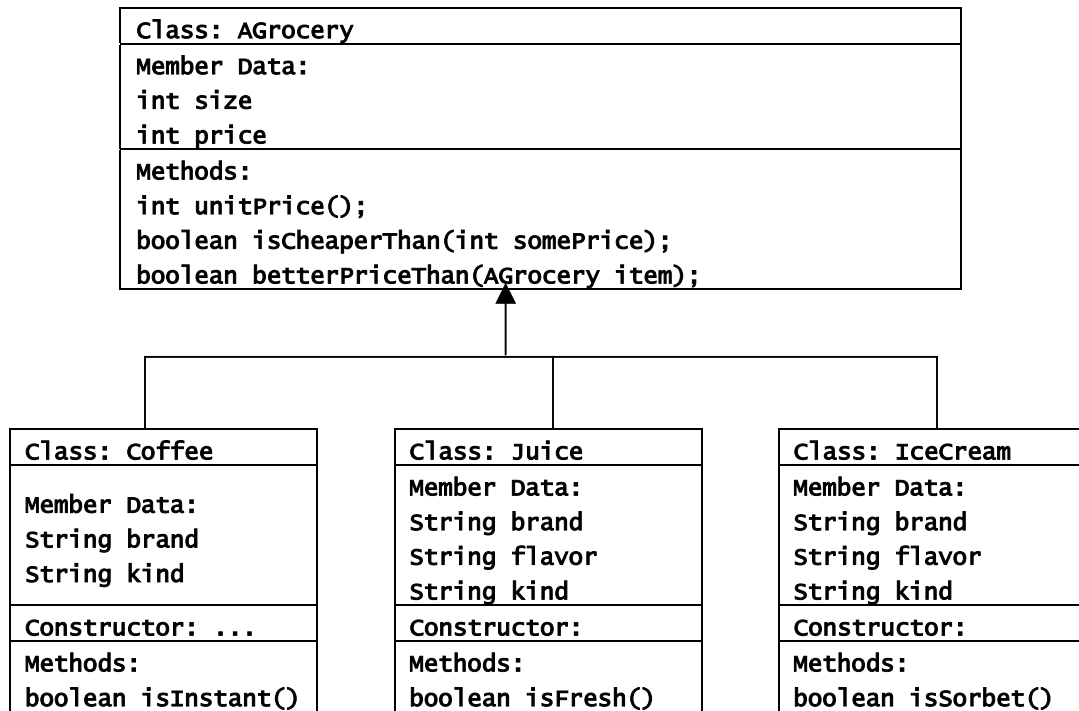 Class: AGrocery
Member Data:
int size
int price
Methods:
int unitPrice();
boolean isCheaperThan(int somePrice);
boolean betterPriceThan(AGrocery item);
Class: Coffee
Member Data:
String brand
String kind
Constructor: ...
Methods:
boolean isInstant()
Class: Juice
Member Data:
String brand
String flavor
String kind
Constructor:
Methods:
boolean isFresh()
Class: IceCream
Member Data:
String brand
String flavor
String kind
Constructor:
Methods:
boolean isSorbet()